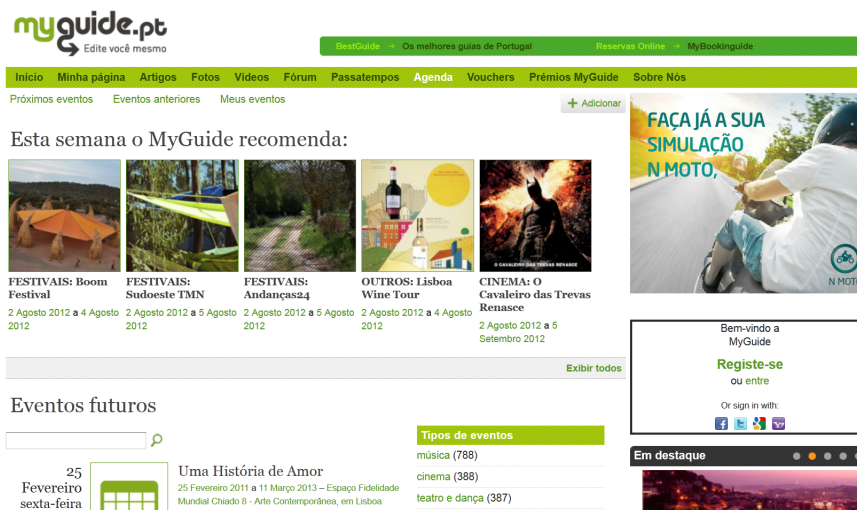 myguide.pt
Edite você mesmo
BestGuide → Os melhores guias de Portugal
Reservas Online → MyBookinguide
Início Minha página Artigos Fotos Vídeos Fórum Passatempos Agenda Vouchers Prémios MyGuide Sobre Nós
Próximos eventos Eventos anteriores Meus eventos
+ Adicionar
Esta semana o MyGuide recomenda:
O CAVALEIRO DAS TREVAS RENASCE
FESTIVAIS: Boom
Festival
2 Agosto 2012 a 4 Agosto
2012
FESTIVAIS:
Sudoeste TMN
2 Agosto 2012 a 5 Agosto
2012
FESTIVAIS:
Andanças24
2 Agosto 2012 a 5 Agosto
2012
OUTROS: Lisboa
Wine Tour
2 Agosto 2012 a 4 Agosto
2012
CINEMA: O
Cavaleiro das Trevas
Renasce
2 Agosto 2012 a 5
Setembro 2012
Exibir todos
FAÇA JÁ A SUA
SIMULAÇÃO
N MOTO,
Bem-vindo a
MyGuide
Registe-se
ou entre
Or sign in with:
Em destaque
Eventos futuros
25
Fevereiro
sexta-feira
Uma História de Amor
25 Fevereiro 2011 a 11 Março 2013 – Espaço Fidelidade
Mundial Chiado 8 - Arte Contemporânea, em Lisboa
Tipos de eventos
música (788)
cinema (388)
teatro e dança (387)